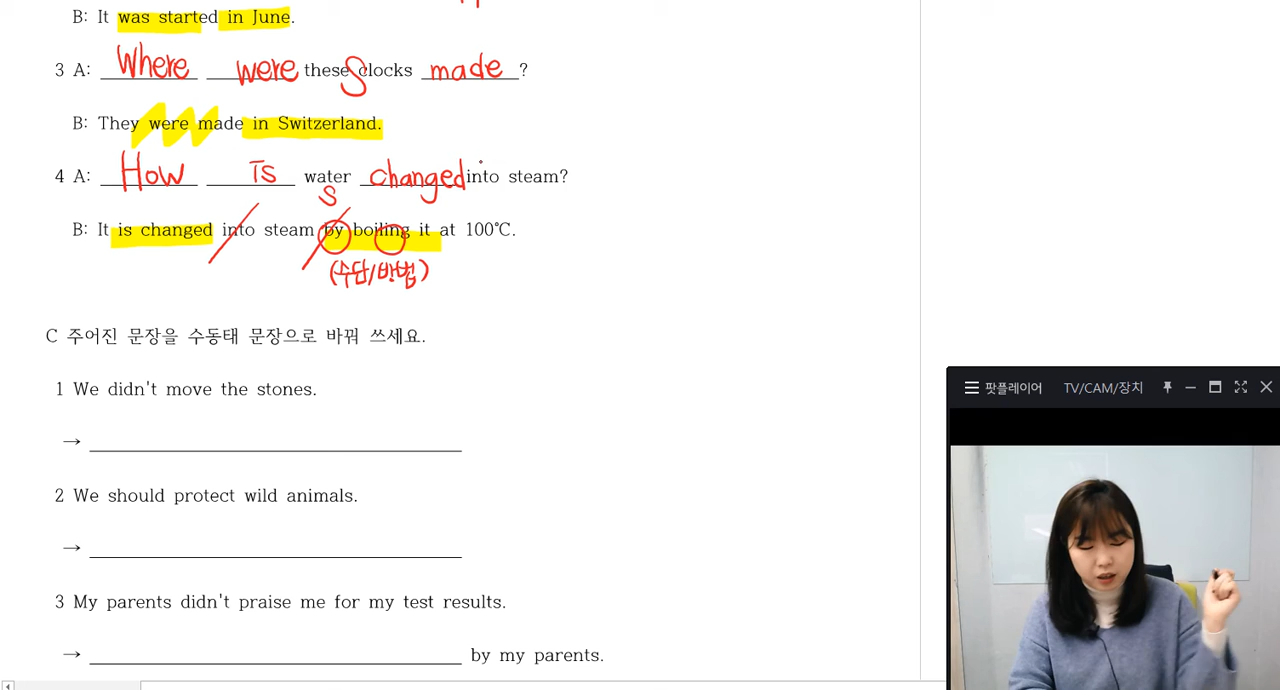 B: It was started in June.
3 A: Where were these clocks made ?
S
B: They were made in Switzerland.
4 A: How is water changed into steam?
S
B: It is changed into steam by boiling it at 100℃.
(수단/방법)
C 주어진 문장을 수동태 문장으로 바꿔 쓰세요.
1 We didn't move the stones.
→
2 We should protect wild animals.
→
3 My parents didn't praise me for my test results.
→ by my parents.
팟플레이어 TV/CAM/장치